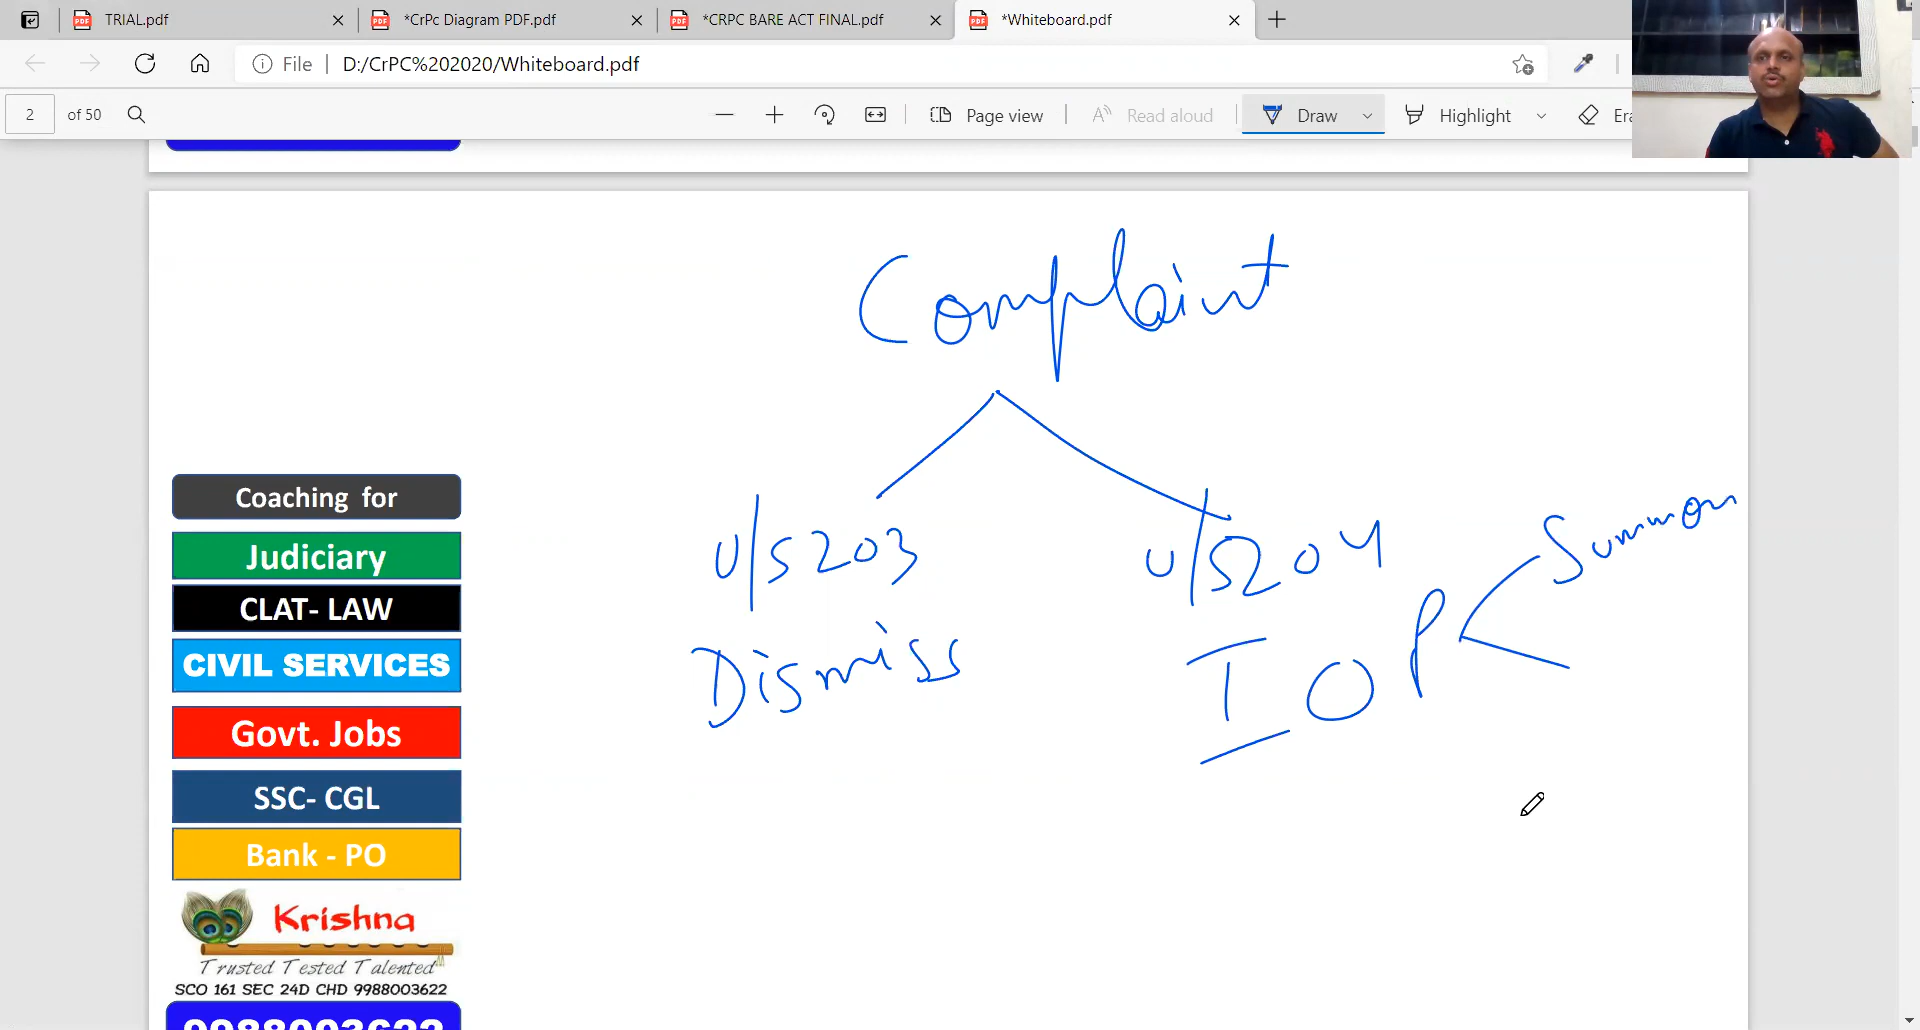 TRIAL.pdf
*CrPc Diagram PDF.pdf
*CRPC BARE ACT FINAL.pdf
*Whiteboard.pdf
File
D:/CrPC%202020/Whiteboard.pdf
2 of 50
Page view
Read aloud
Draw
Highlight
Era
Complaint
U/S 203
U/S 204
Summon
Dismiss
I O P
Coaching for
Judiciary
CLAT- LAW
CIVIL SERVICES
Govt. Jobs
SSC- CGL
Bank - PO
Krishna
Trusted Tested Talented
SCO 161 SEC 24D CHD 9988003622
9988003622